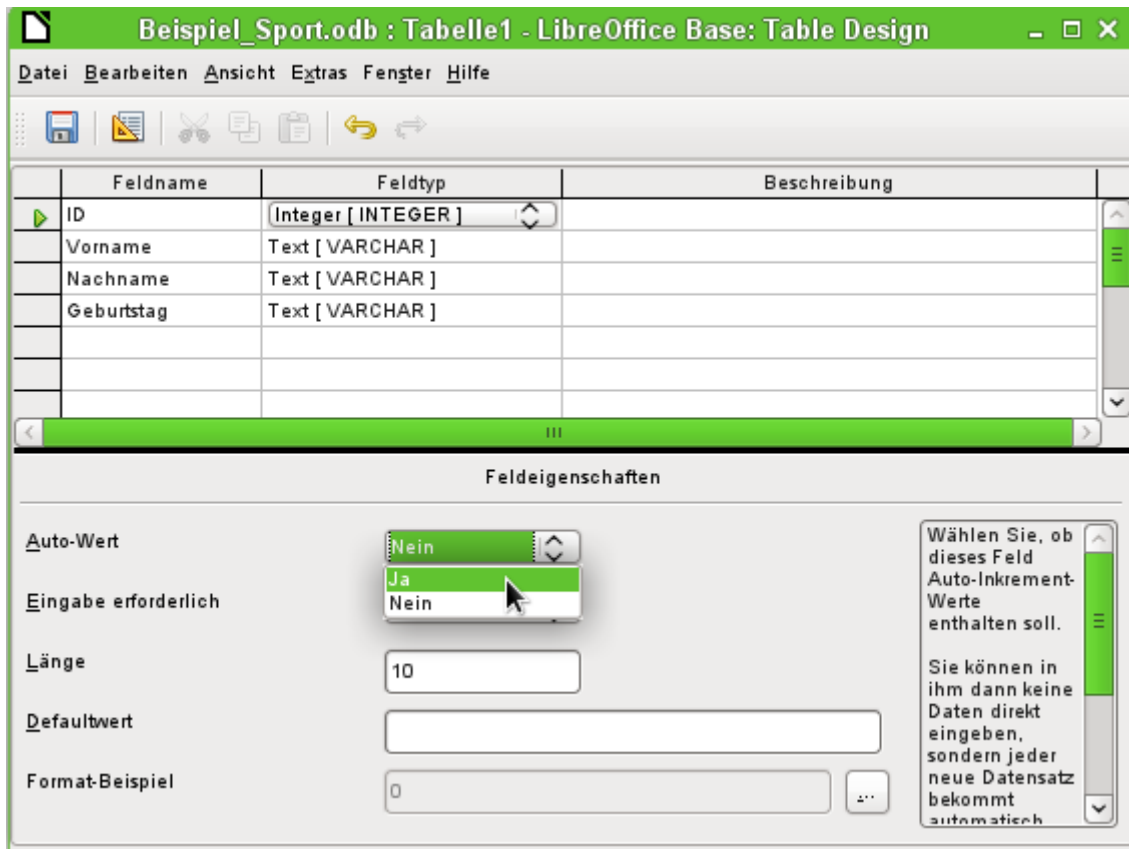 Beispiel_Sport.odb : Tabelle1 - LibreOffice Base: Table Design
Datei Bearbeiten Ansicht Extras Fenster Hilfe
Feldname Feldtyp Beschreibung
ID Integer [ INTEGER ]
Vorname Text [ VARCHAR ]
Nachname Text [ VARCHAR ]
Geburtstag Text [ VARCHAR ]
Feldeigenschaften
Auto-Wert Nein
Ja
Nein
Eingabe erforderlich
Länge 10
Defaultwert
Format-Beispiel 0 ...
Wählen Sie, ob
dieses Feld
Auto-Inkrement-
Werte
enthalten soll.
Sie können in
ihm dann keine
Daten direkt
eingeben,
sondern jeder
neue Datensatz
bekommt
automatisch